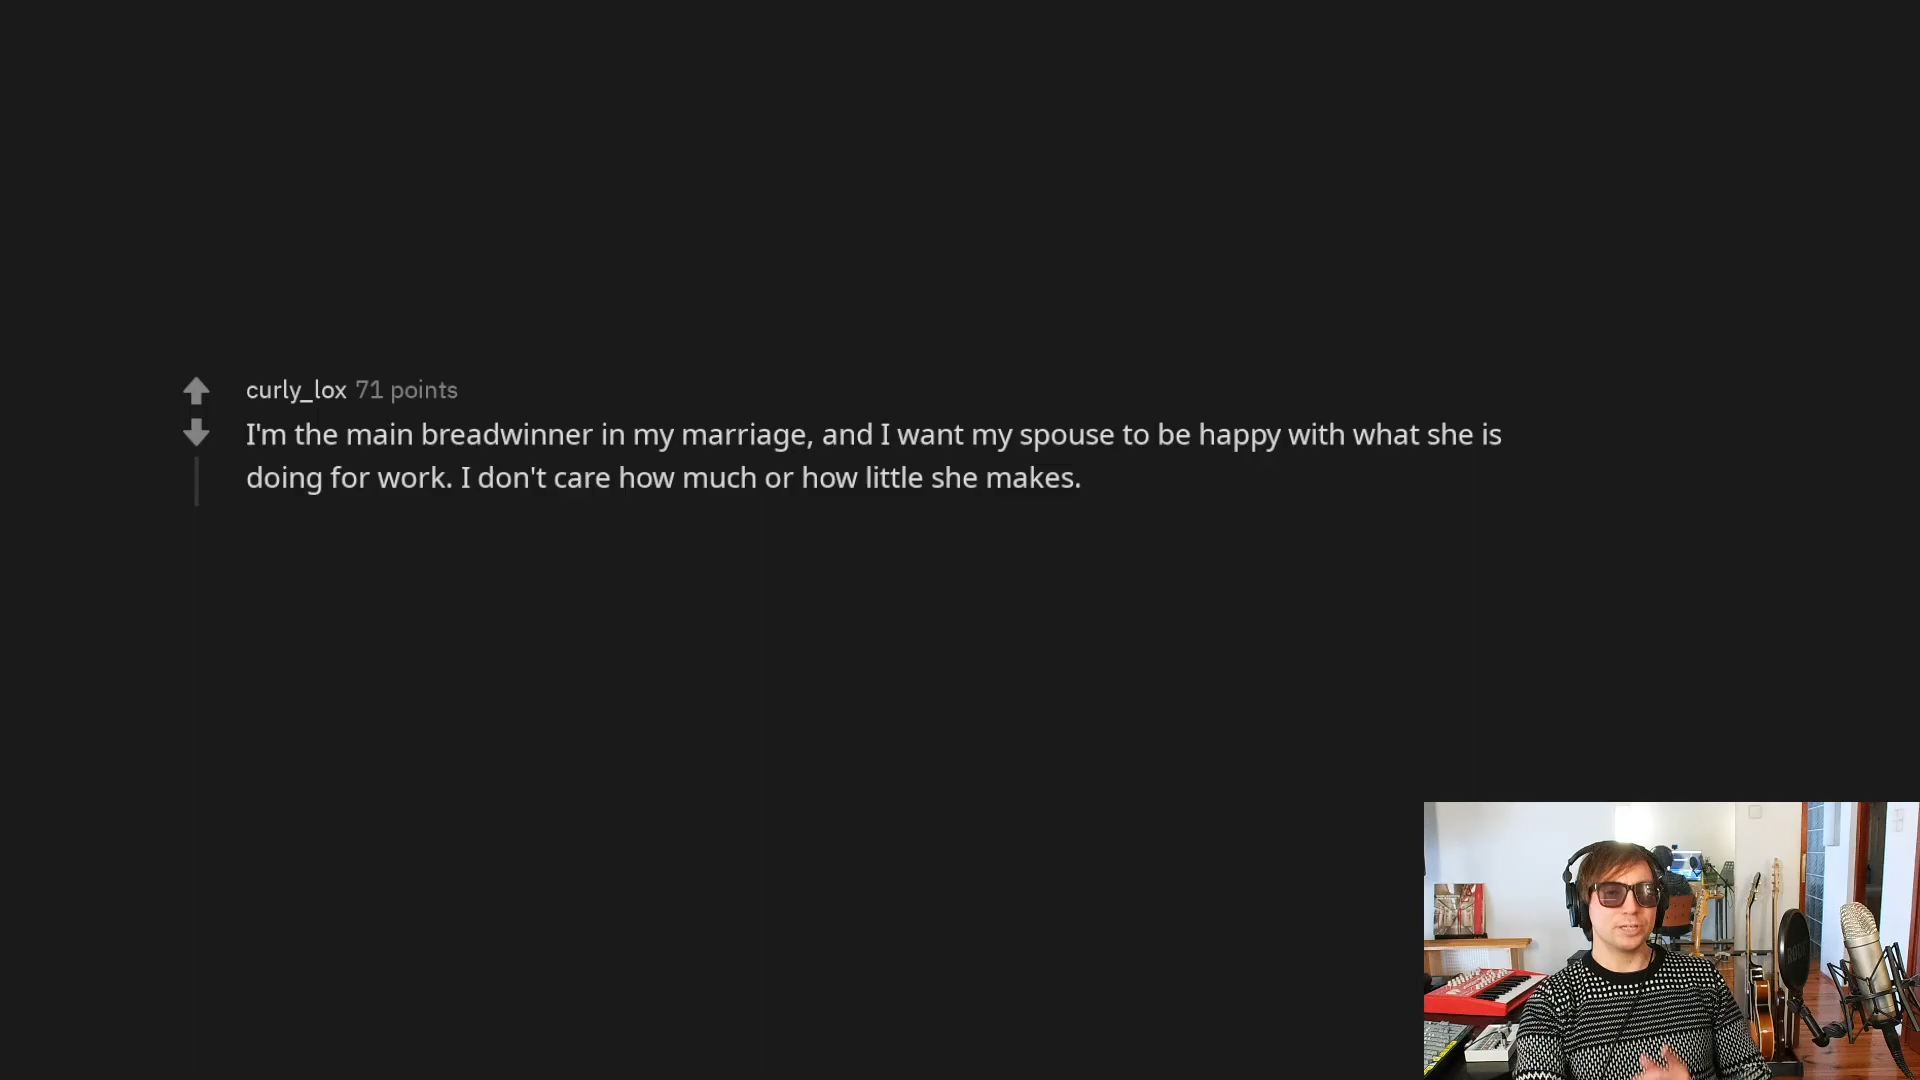 curly_lox 71 points
I'm the main breadwinner in my marriage, and I want my spouse to be happy with what she is
doing for work. I don't care how much or how little she makes.